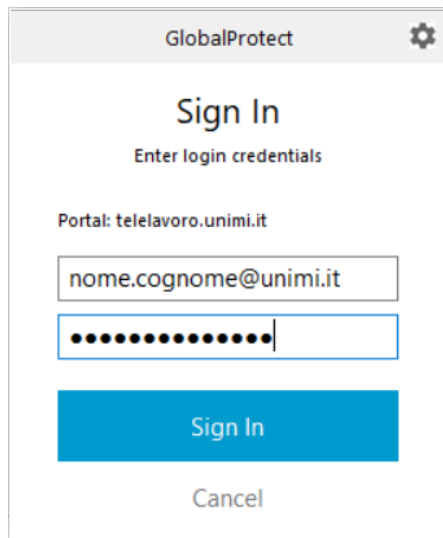 GlobalProtect
Sign In
Enter login credentials
Portal: telelavoro.unimi.it
nome.cognome@unimi.it
●●●●●●●●●●●●●●
Sign In
Cancel